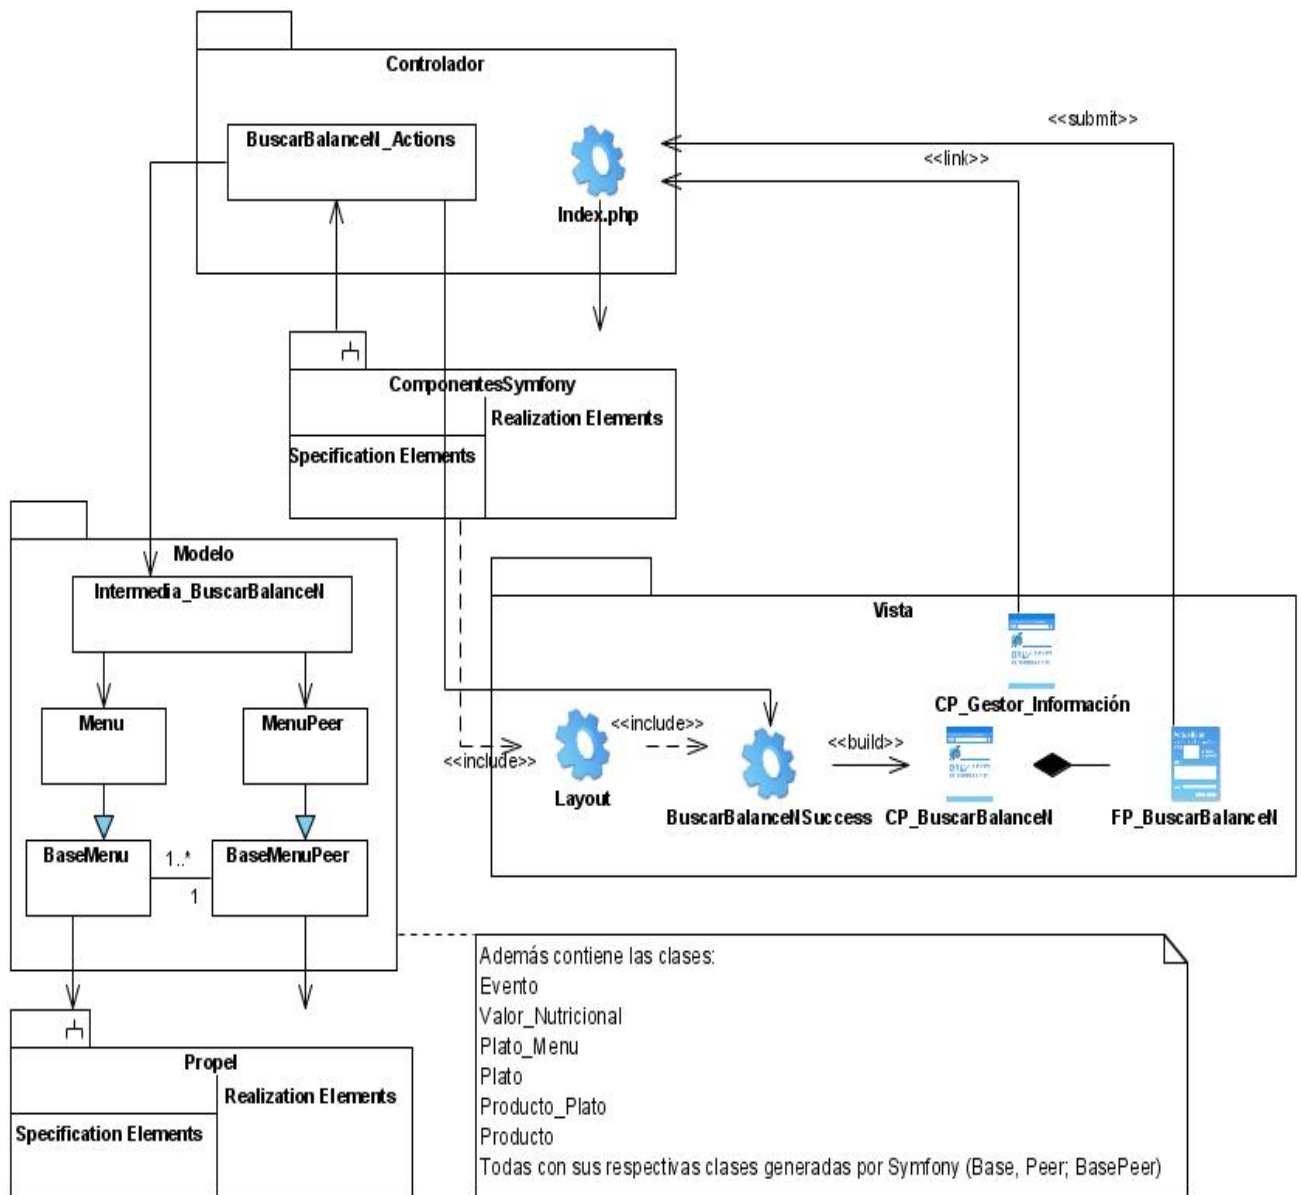 Controlador
BuscarBalanceN_Actions
Index.php
<<submit>>
<<link>>
ComponentesSymfony
Realization Elements
Specification Elements
Modelo
Intermedia_BuscarBalanceN
Menu
MenuPeer
BaseMenu
1..*
1
BaseMenuPeer
Vista
CP_Gestor_Información
<<include>>
Layout
<<include>>
BuscarBalanceNSuccess
<<build>>
CP_BuscarBalanceN
FP_BuscarBalanceN
Propel
Realization Elements
Specification Elements
Además contiene las clases:
Evento
Valor_Nutricional
Plato_Menu
Plato
Producto_Plato
Producto
Todas con sus respectivas clases generadas por Symfony (Base, Peer; BasePeer)